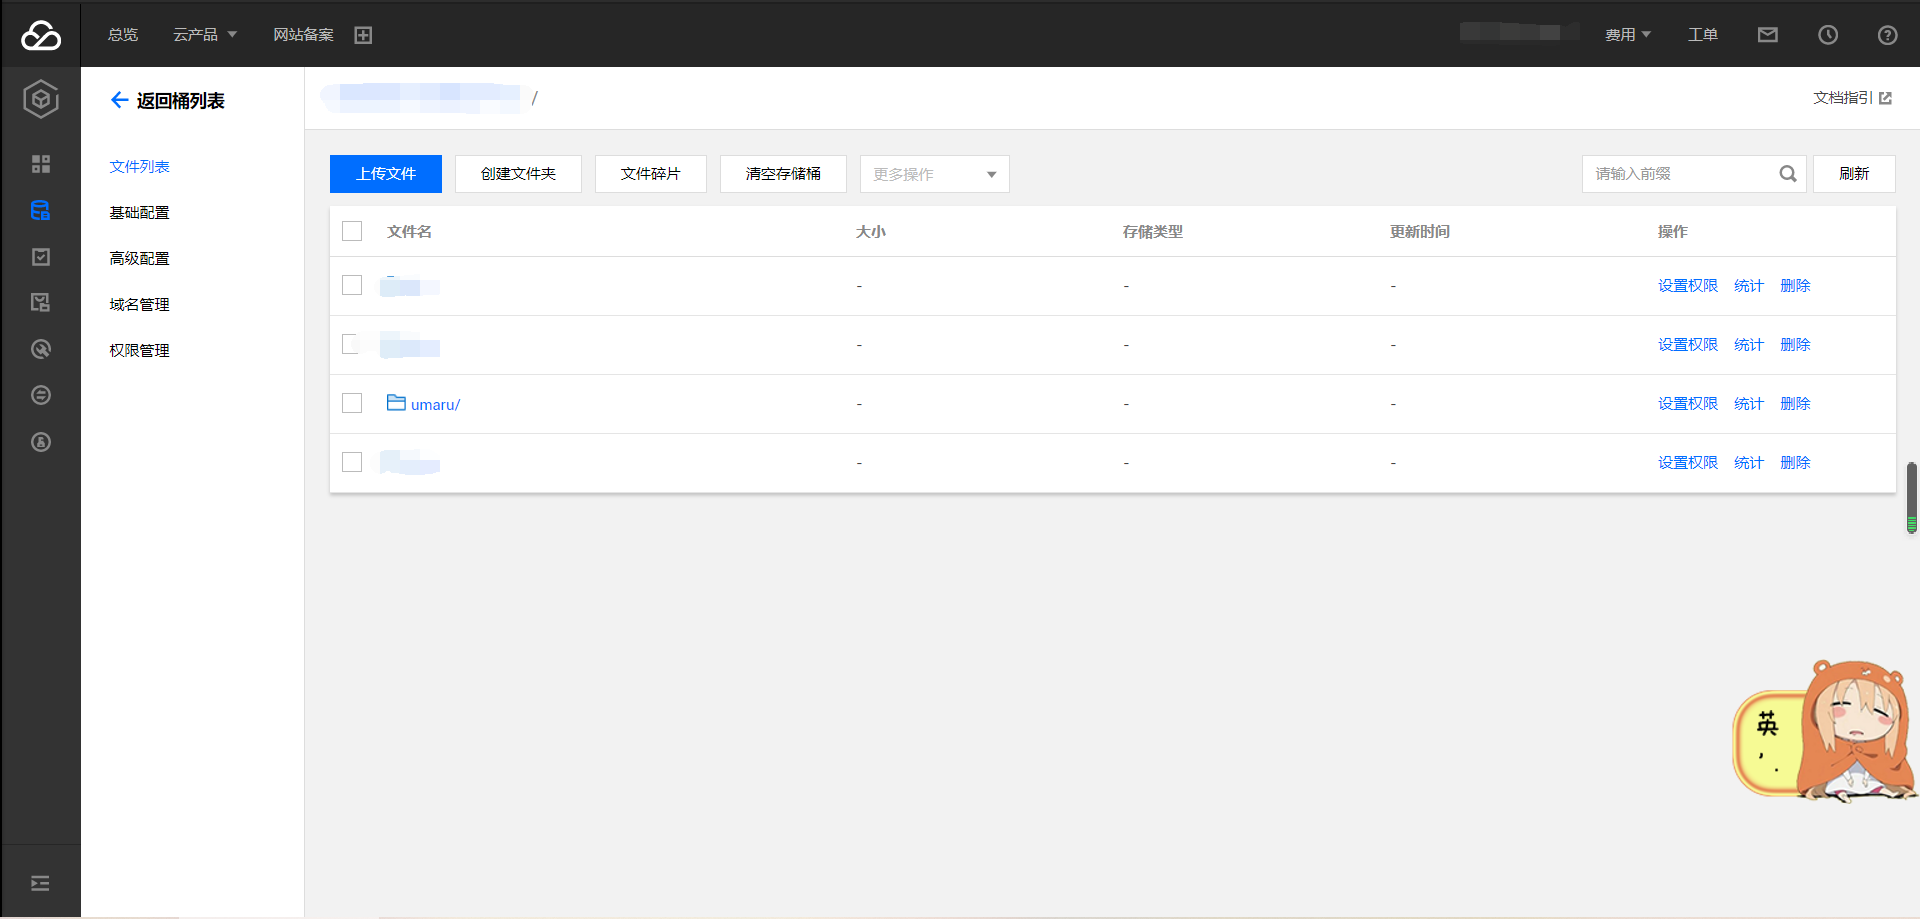 总览 云产品 网站备案 费用 工单
返回桶列表 / 文档指引
文件列表
基础配置
高级配置
域名管理
权限管理
上传文件 创建文件夹 文件碎片 清空存储桶 更多操作 请输入前缀 刷新
文件名 大小 存储类型 更新时间 操作
- - - 设置权限 统计 删除
- - - 设置权限 统计 删除
umaru/ - - - 设置权限 统计 删除
- - - 设置权限 统计 删除
英
, .